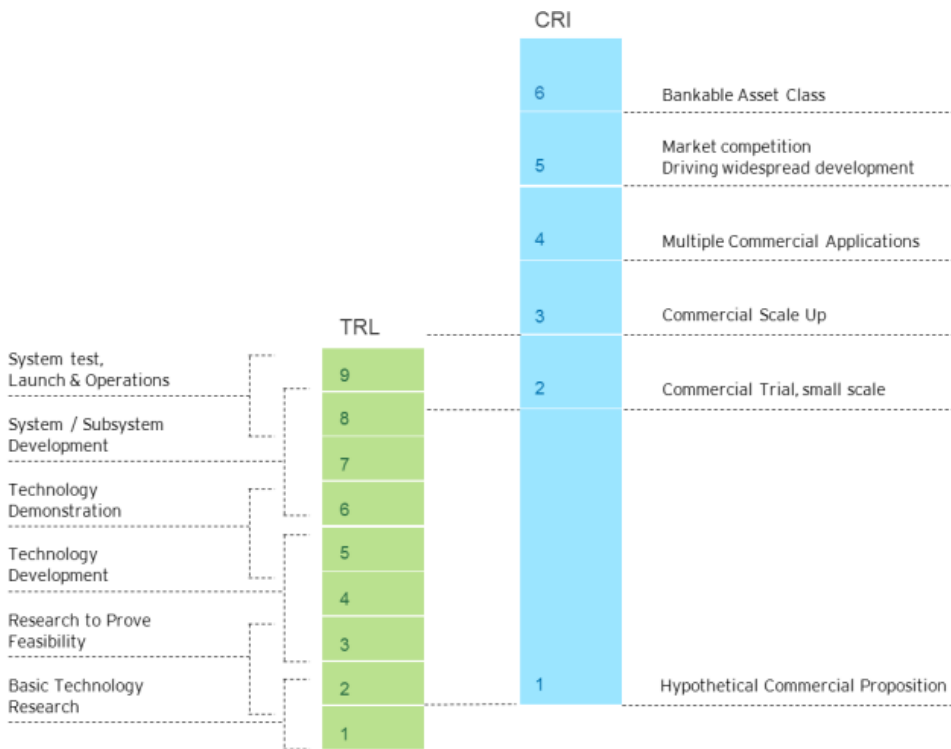 CRI
6
Bankable Asset Class
5
Market competition
Driving widespread development
4
Multiple Commercial Applications
3
Commercial Scale Up
2
Commercial Trial, small scale
1
Hypothetical Commercial Proposition
TRL
9
8
7
6
5
4
3
2
1
System test,
Launch & Operations
System / Subsystem
Development
Technology
Demonstration
Technology
Development
Research to Prove
Feasibility
Basic Technology
Research